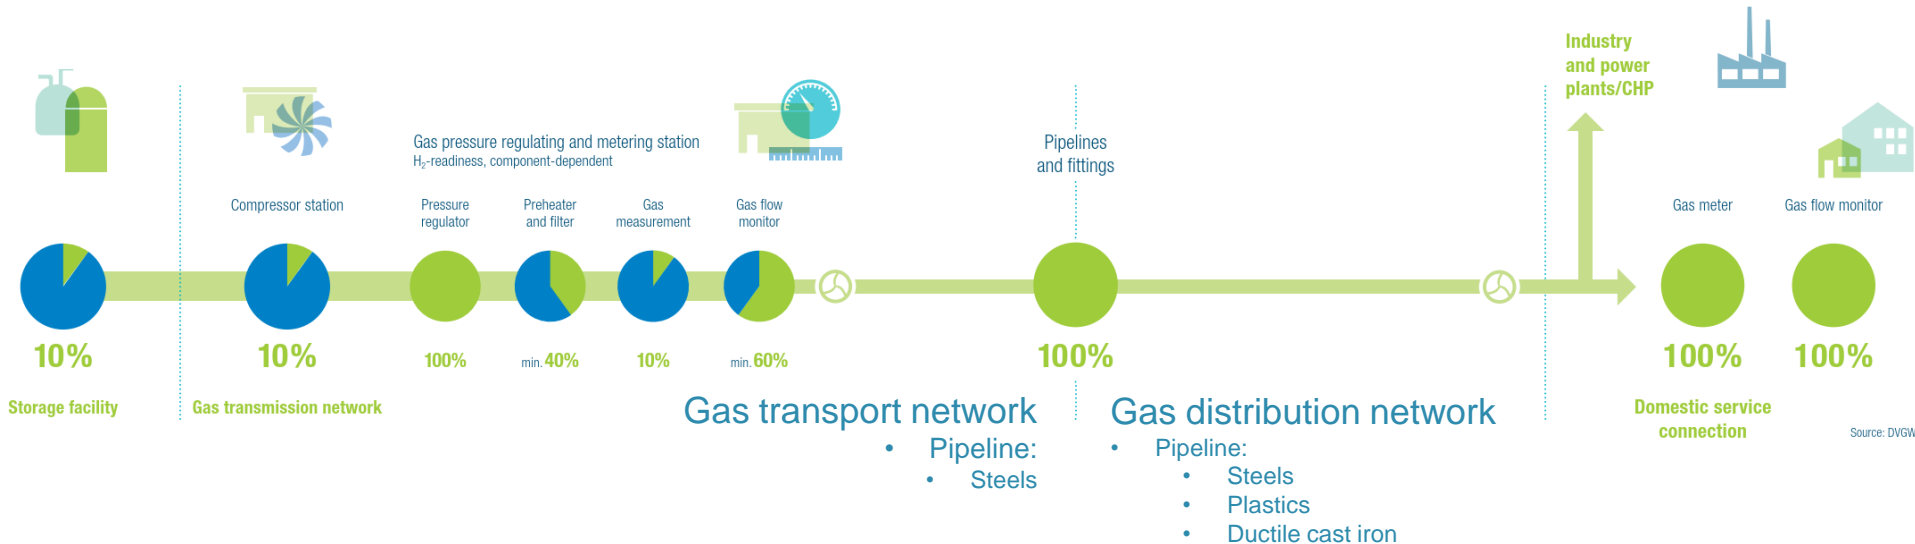 Industry
and power
plants/CHP
Gas pressure regulating and metering station
H₂-readiness, component-dependent
Pipelines
and fittings
Compressor station
Pressure
regulator
Preheater
and filter
Gas
measurement
Gas flow
monitor
Gas meter
Gas flow monitor
10%
10%
100%
min. 40%
10%
min. 60%
100%
100%
100%
Storage facility
Gas transmission network
Gas transport network
• Pipeline:
• Steels
Gas distribution network
• Pipeline:
• Steels
• Plastics
• Ductile cast iron
Domestic service
connection
Source: DVGW